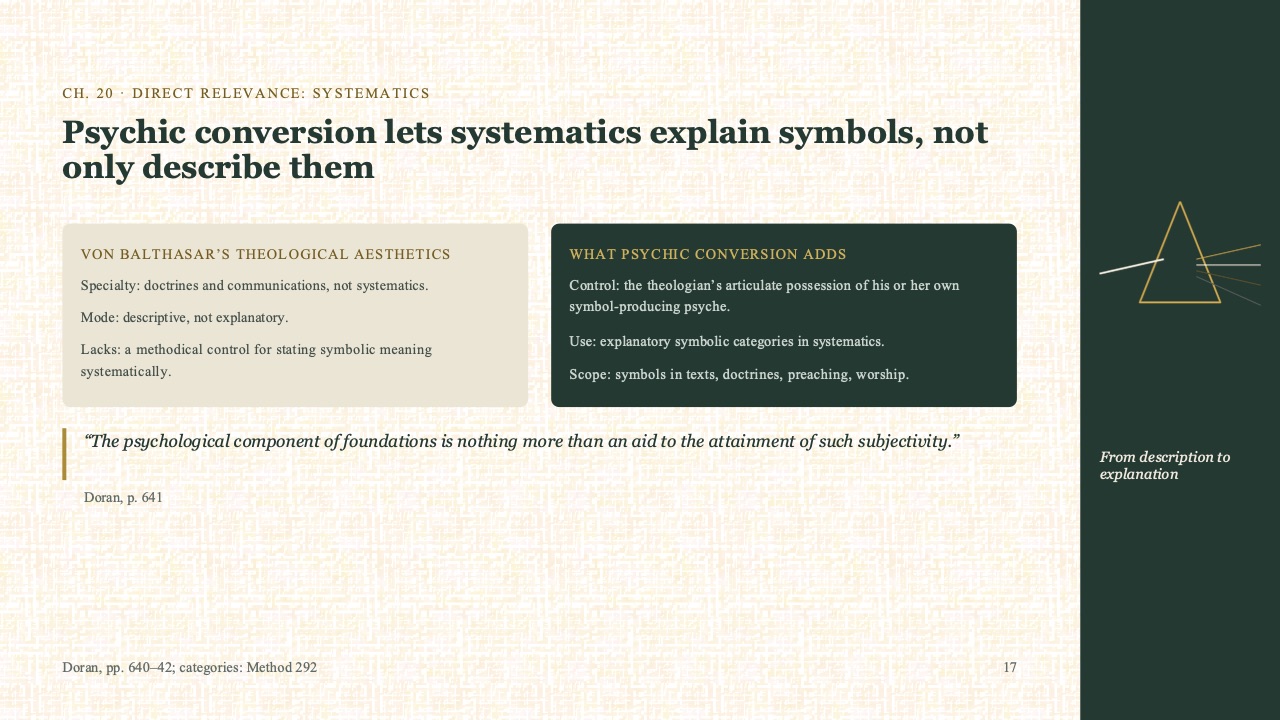 CH. 20 · DIRECT RELEVANCE: SYSTEMATICS
Psychic conversion lets systematics explain symbols, not
only describe them
VON BALTHASAR’S THEOLOGICAL AESTHETICS
Specialty: doctrines and communications, not systematics.
Mode: descriptive, not explanatory.
Lacks: a methodical control for stating symbolic meaning
systematically.
WHAT PSYCHIC CONVERSION ADDS
Control: the theologian’s articulate possession of his or her own
symbol-producing psyche.
Use: explanatory symbolic categories in systematics.
Scope: symbols in texts, doctrines, preaching, worship.
“The psychological component of foundations is nothing more than an aid to the attainment of such subjectivity.”
Doran, p. 641
From description to
explanation
Doran, pp. 640–42; categories: Method 292
17